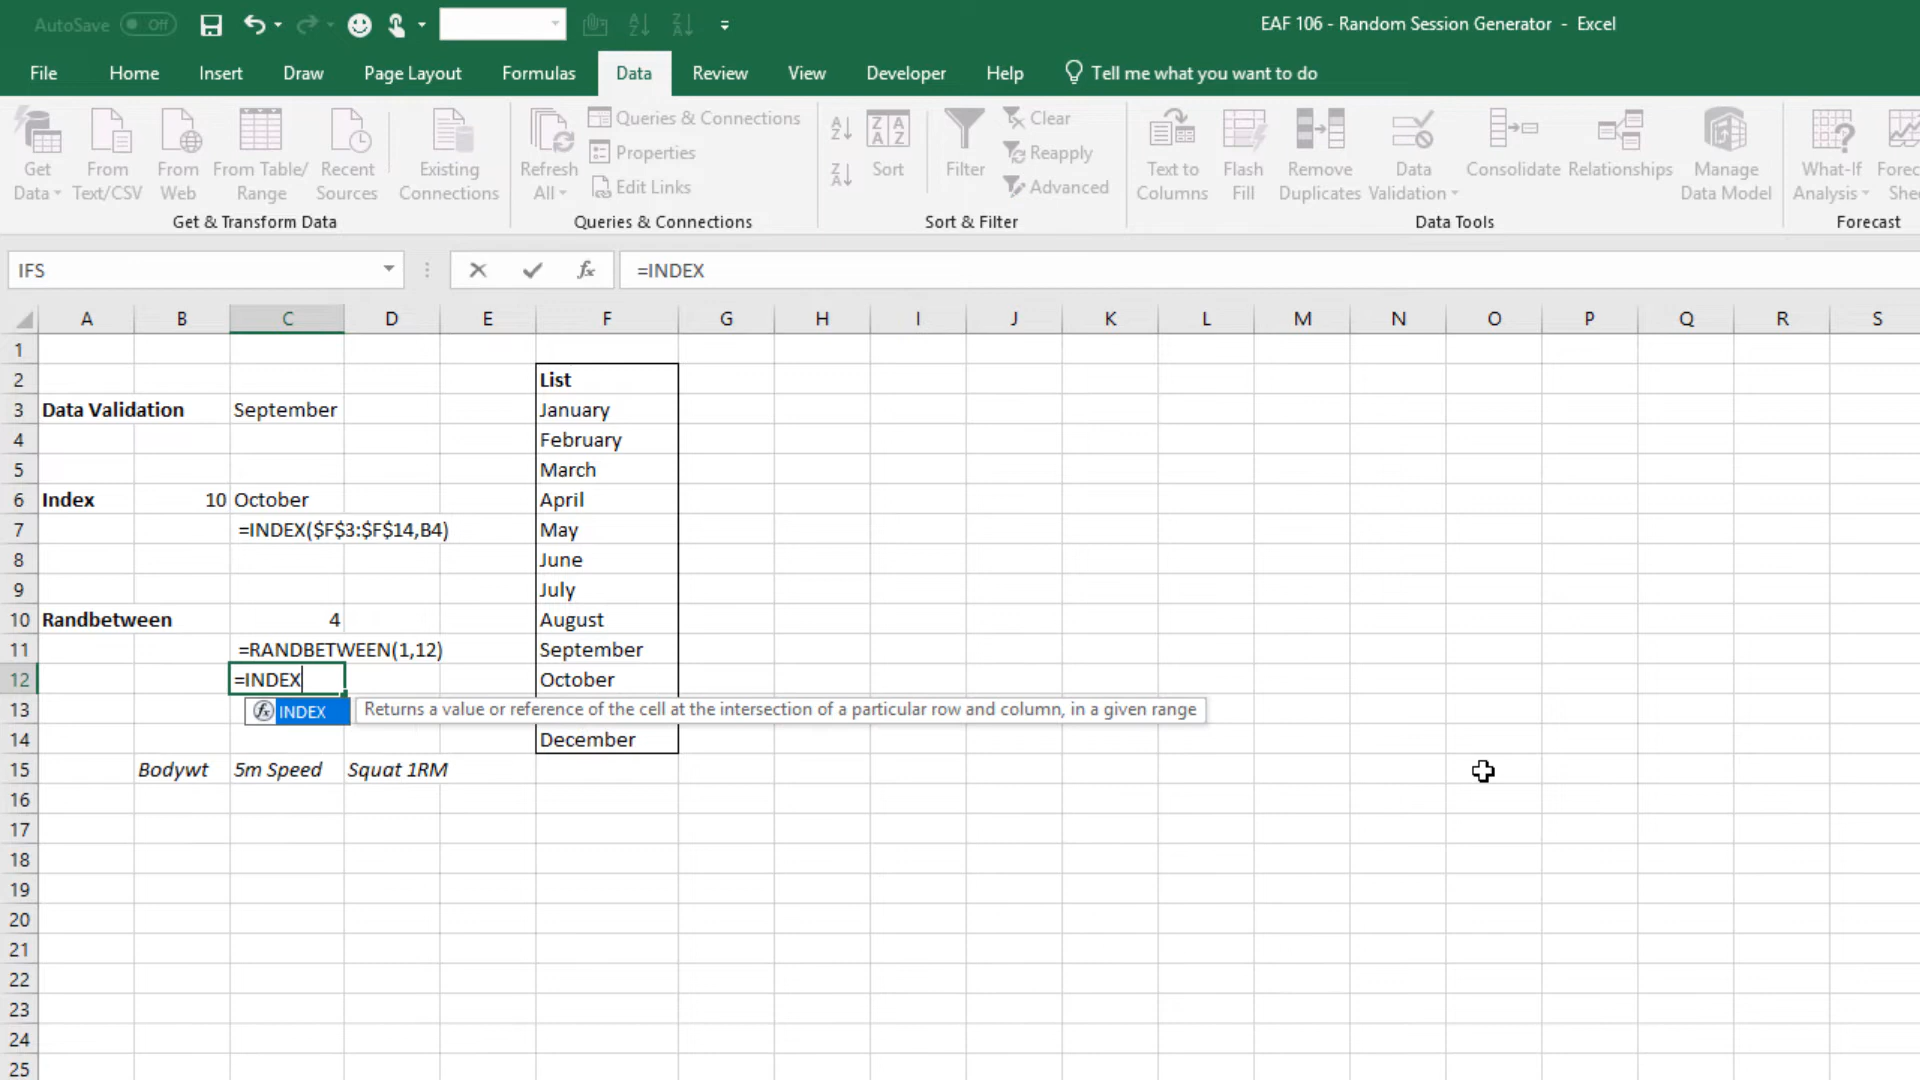 AutoSave Off
EAF 106 - Random Session Generator - Excel
File Home Insert Draw Page Layout Formulas Data Review View Developer Help Tell me what you want to do
Get Data
From Text/CSV
From Web
From Table/ Range
Recent Sources
Existing Connections
Get & Transform Data
Refresh All
Queries & Connections
Properties
Edit Links
Queries & Connections
Sort
Filter
Clear
Reapply
Advanced
Sort & Filter
Text to Columns
Flash Fill
Remove Duplicates
Data Validation
Consolidate
Relationships
Manage Data Model
Data Tools
What-If Analysis
Forec
Shee
Forecast
IFS fx =INDEX
A B C D E F G H I J K L M N O P Q R S
1
2 List
3 Data Validation September January
4 February
5 March
6 Index 10 October April
7 =INDEX($F$3:$F$14,B4) May
8 June
9 July
10 Randbetween 4 August
11 =RANDBETWEEN(1,12) September
12 =INDEX October
13 fx INDEX Returns a value or reference of the cell at the intersection of a particular row and column, in a given range
14 December
15 Bodywt 5m Speed Squat 1RM
16
17
18
19
20
21
22
23
24
25